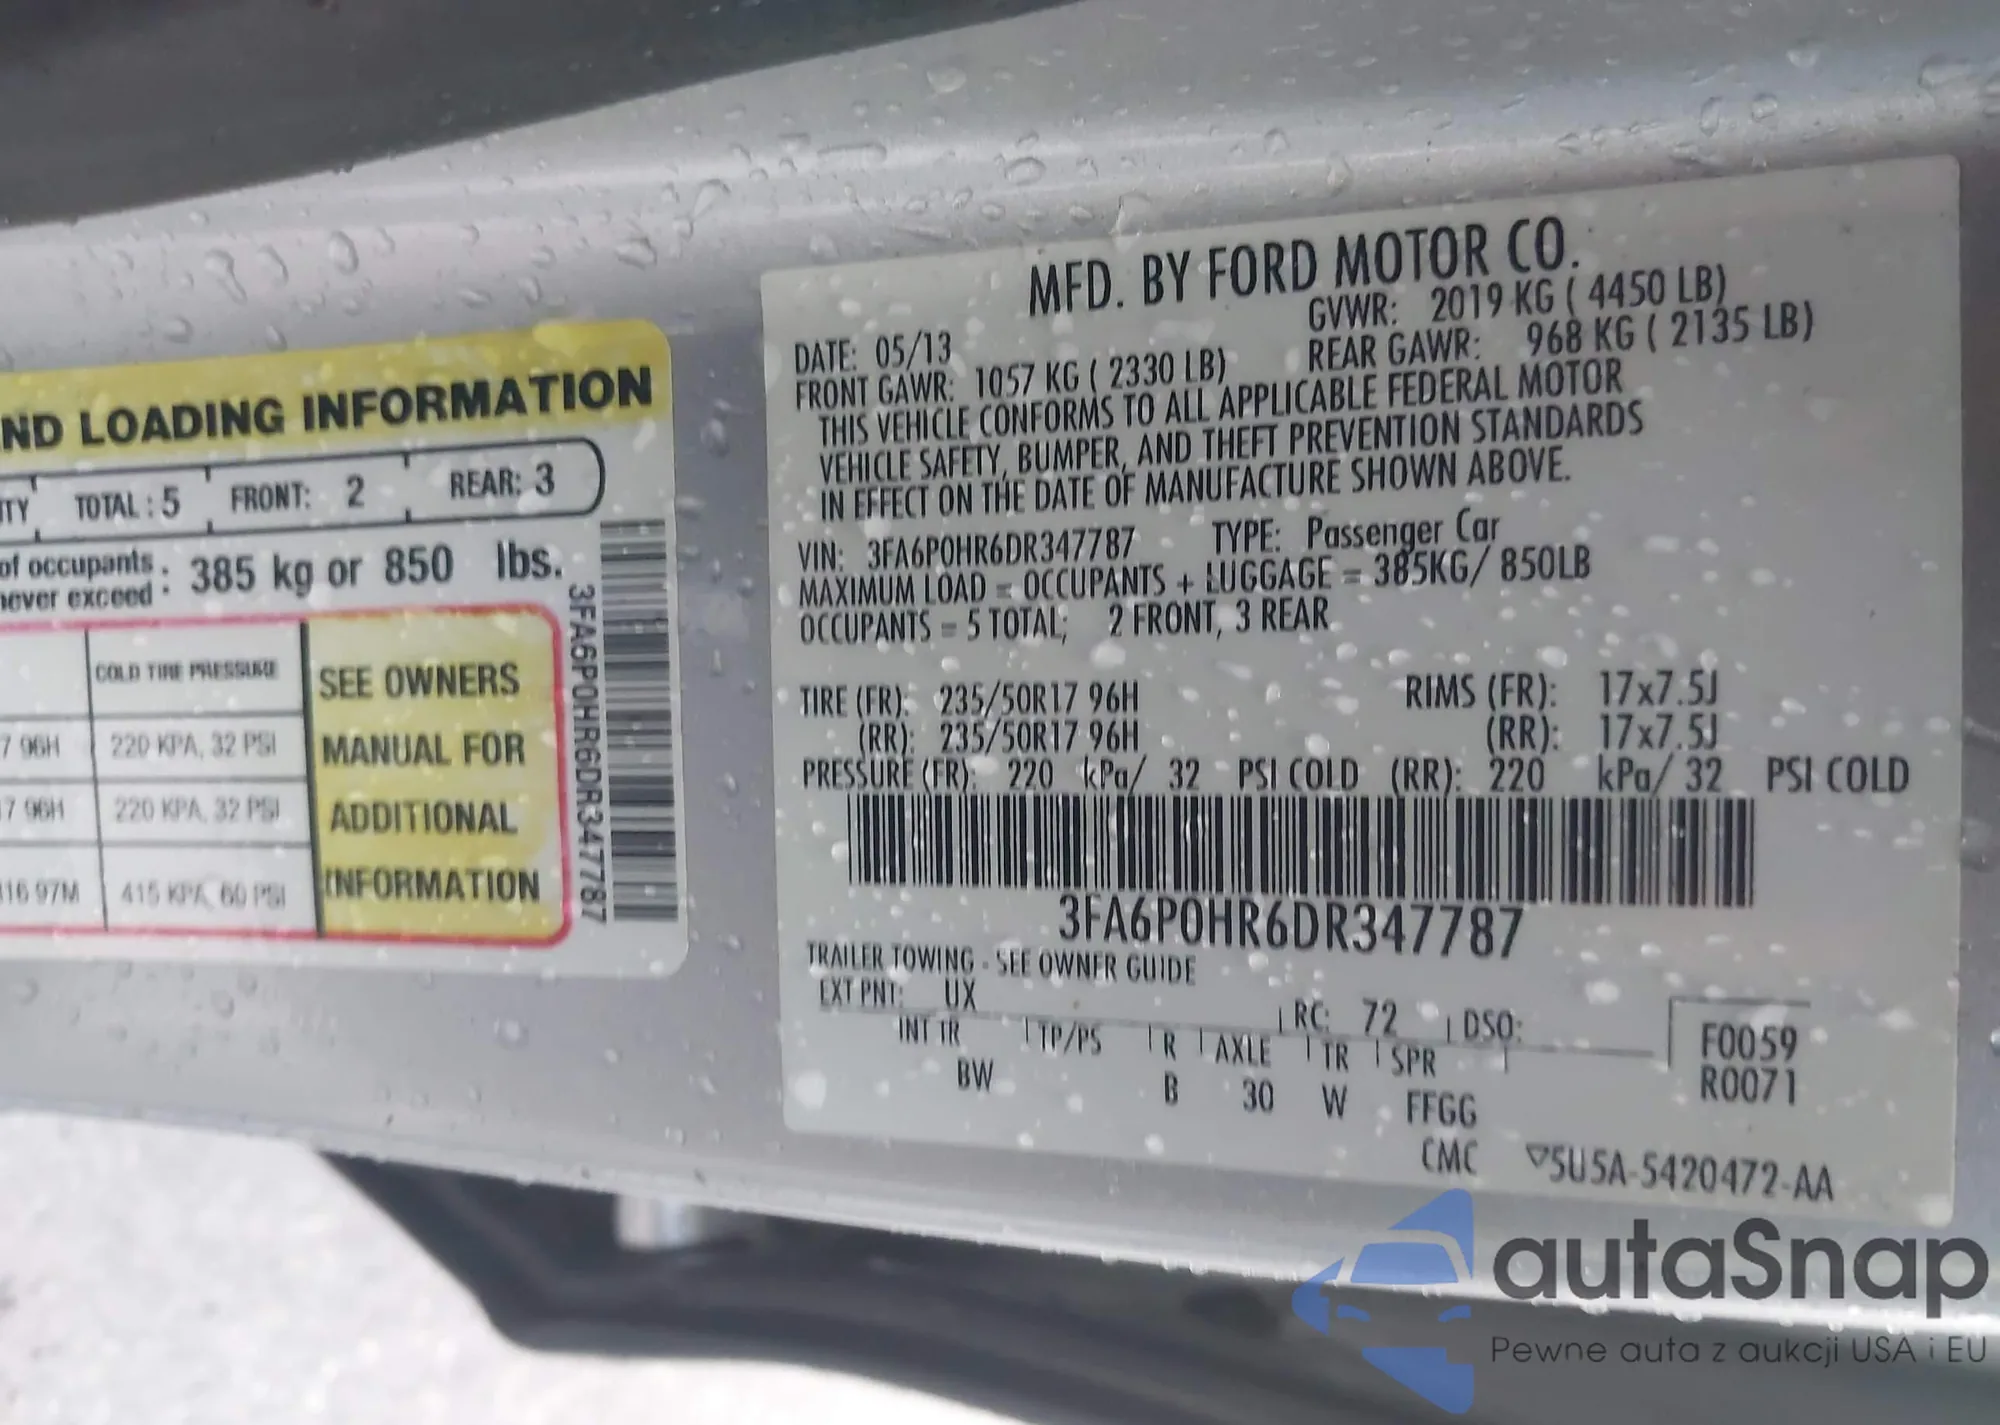 ND LOADING INFORMATION
TOTAL : 5 FRONT: 2 REAR: 3
of occupants
never exceed : 385 kg or 850 lbs.
COLD TIRE PRESSURE
7 96H 220 KPA, 32 PSI
17 96H 220 KPA, 32 PSI
116 97M 415 KPA, 60 PSI
SEE OWNERS
MANUAL FOR
ADDITIONAL
INFORMATION
3FA6P0HR6DR347787
MFD. BY FORD MOTOR CO.
DATE: 05/13 GVWR: 2019 KG ( 4450 LB)
FRONT GAWR: 1057 KG ( 2330 LB) REAR GAWR: 968 KG ( 2135 LB)
THIS VEHICLE CONFORMS TO ALL APPLICABLE FEDERAL MOTOR
VEHICLE SAFETY, BUMPER, AND THEFT PREVENTION STANDARDS
IN EFFECT ON THE DATE OF MANUFACTURE SHOWN ABOVE.
VIN: 3FA6P0HR6DR347787 TYPE: Passenger Car
MAXIMUM LOAD = OCCUPANTS + LUGGAGE = 385KG/ 850LB
OCCUPANTS = 5 TOTAL; 2 FRONT, 3 REAR
TIRE (FR): 235/50R17 96H RIMS (FR): 17x7.5J
(RR): 235/50R17 96H (RR): 17x7.5J
PRESSURE (FR): 220 kPa/ 32 PSI COLD (RR): 220 kPa/ 32 PSI COLD
3FA6P0HR6DR347787
TRAILER TOWING - SEE OWNER GUIDE
EXT PNT: UX RC: 72 DSO:
INT TR TP/PS R AXLE TR SPR
BW B 30 W FFGG
CMC
F0059
R0071
▽5U5A-5420472-AA
autaSnap
Pewne auta z aukcji USA i EU